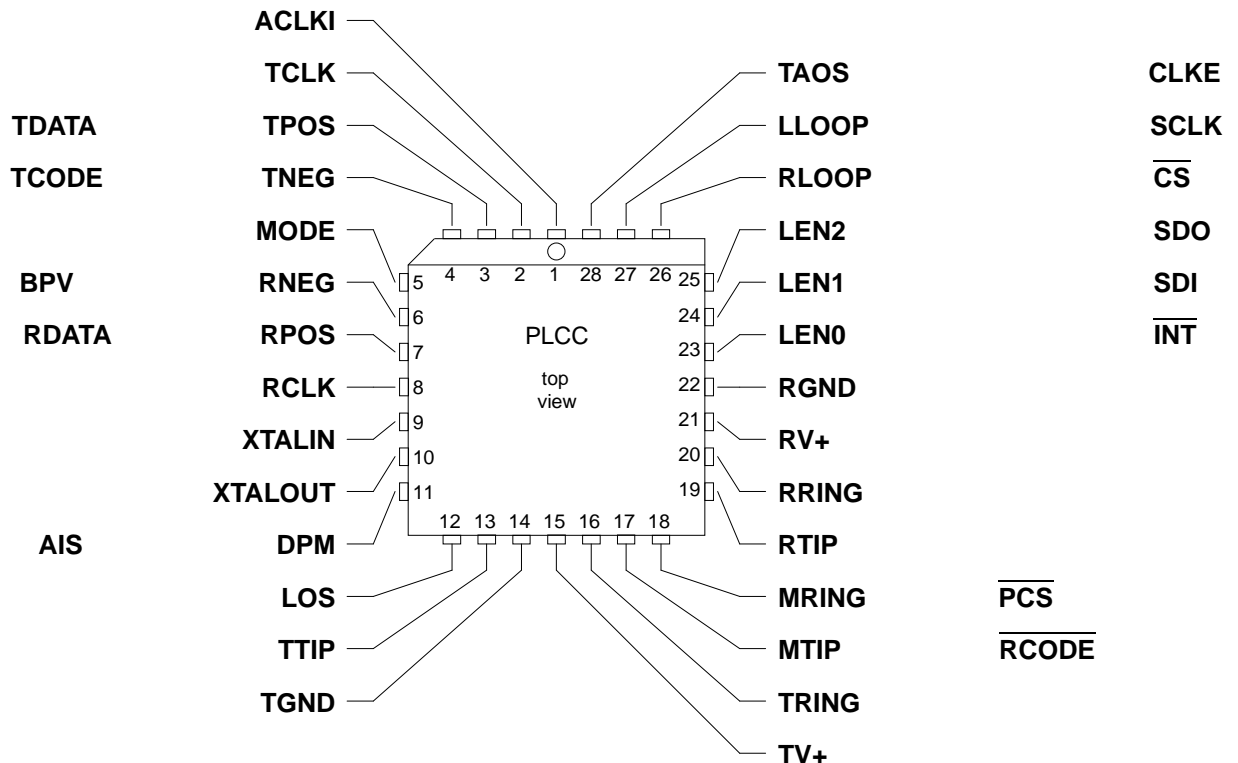 ACLKI
TCLK TAOS CLKE
TDATA TPOS LLOOP SCLK
TCODE TNEG RLOOP CS
MODE LEN2 SDO
4 3 2 1 28 27 26
5 25
BPV RNEG LEN1 SDI
6 24
RDATA RPOS PLCC LEN0 INT
7 23
RCLK 8 top 22 RGND
view
9 21
XTALIN RV+
10 20
XTALOUT RRING
11 19
12 13 14 15 16 17 18
AIS DPM RTIP
LOS MRING PCS
TTIP MTIP RCODE
TGND TRING
TV+